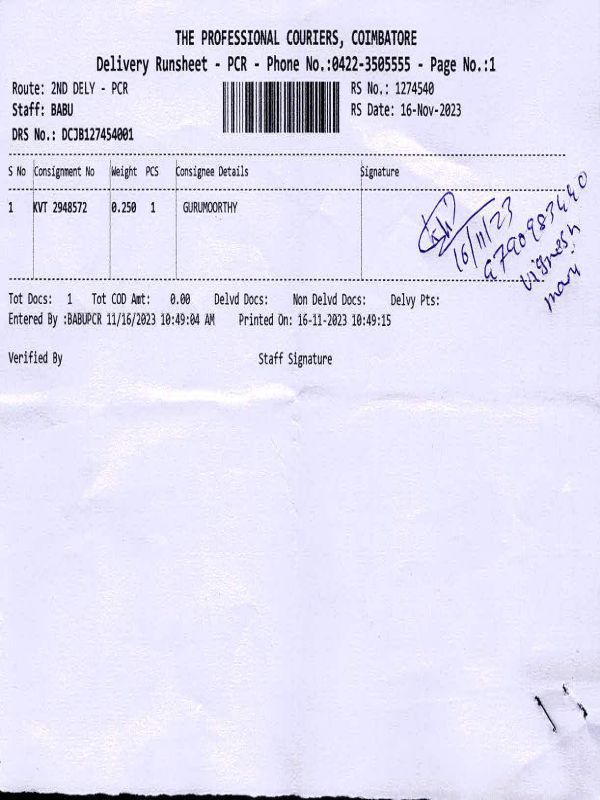 THE PROFESSIONAL COURIERS, COIMBATORE
Delivery Runsheet - PCR - Phone No.:0422-3505555 - Page No.:1
Route: 2ND DELY - PCR RS No.: 1274540
Staff: BABU RS Date: 16-Nov-2023
DRS No.: DCJB127454001
S No Consignment No Weight PCS Consignee Details Signature
1 KVT 2948572 0.250 1 GURUMOORTHY
16/11/23
9790983440
vignesh
mari
Tot Docs: 1 Tot COD Amt: 0.00 Delvd Docs: Non Delvd Docs: Delvy Pts:
Entered By :BABUPCR 11/16/2023 10:49:04 AM Printed On: 16-11-2023 10:49:15
Verified By Staff Signature